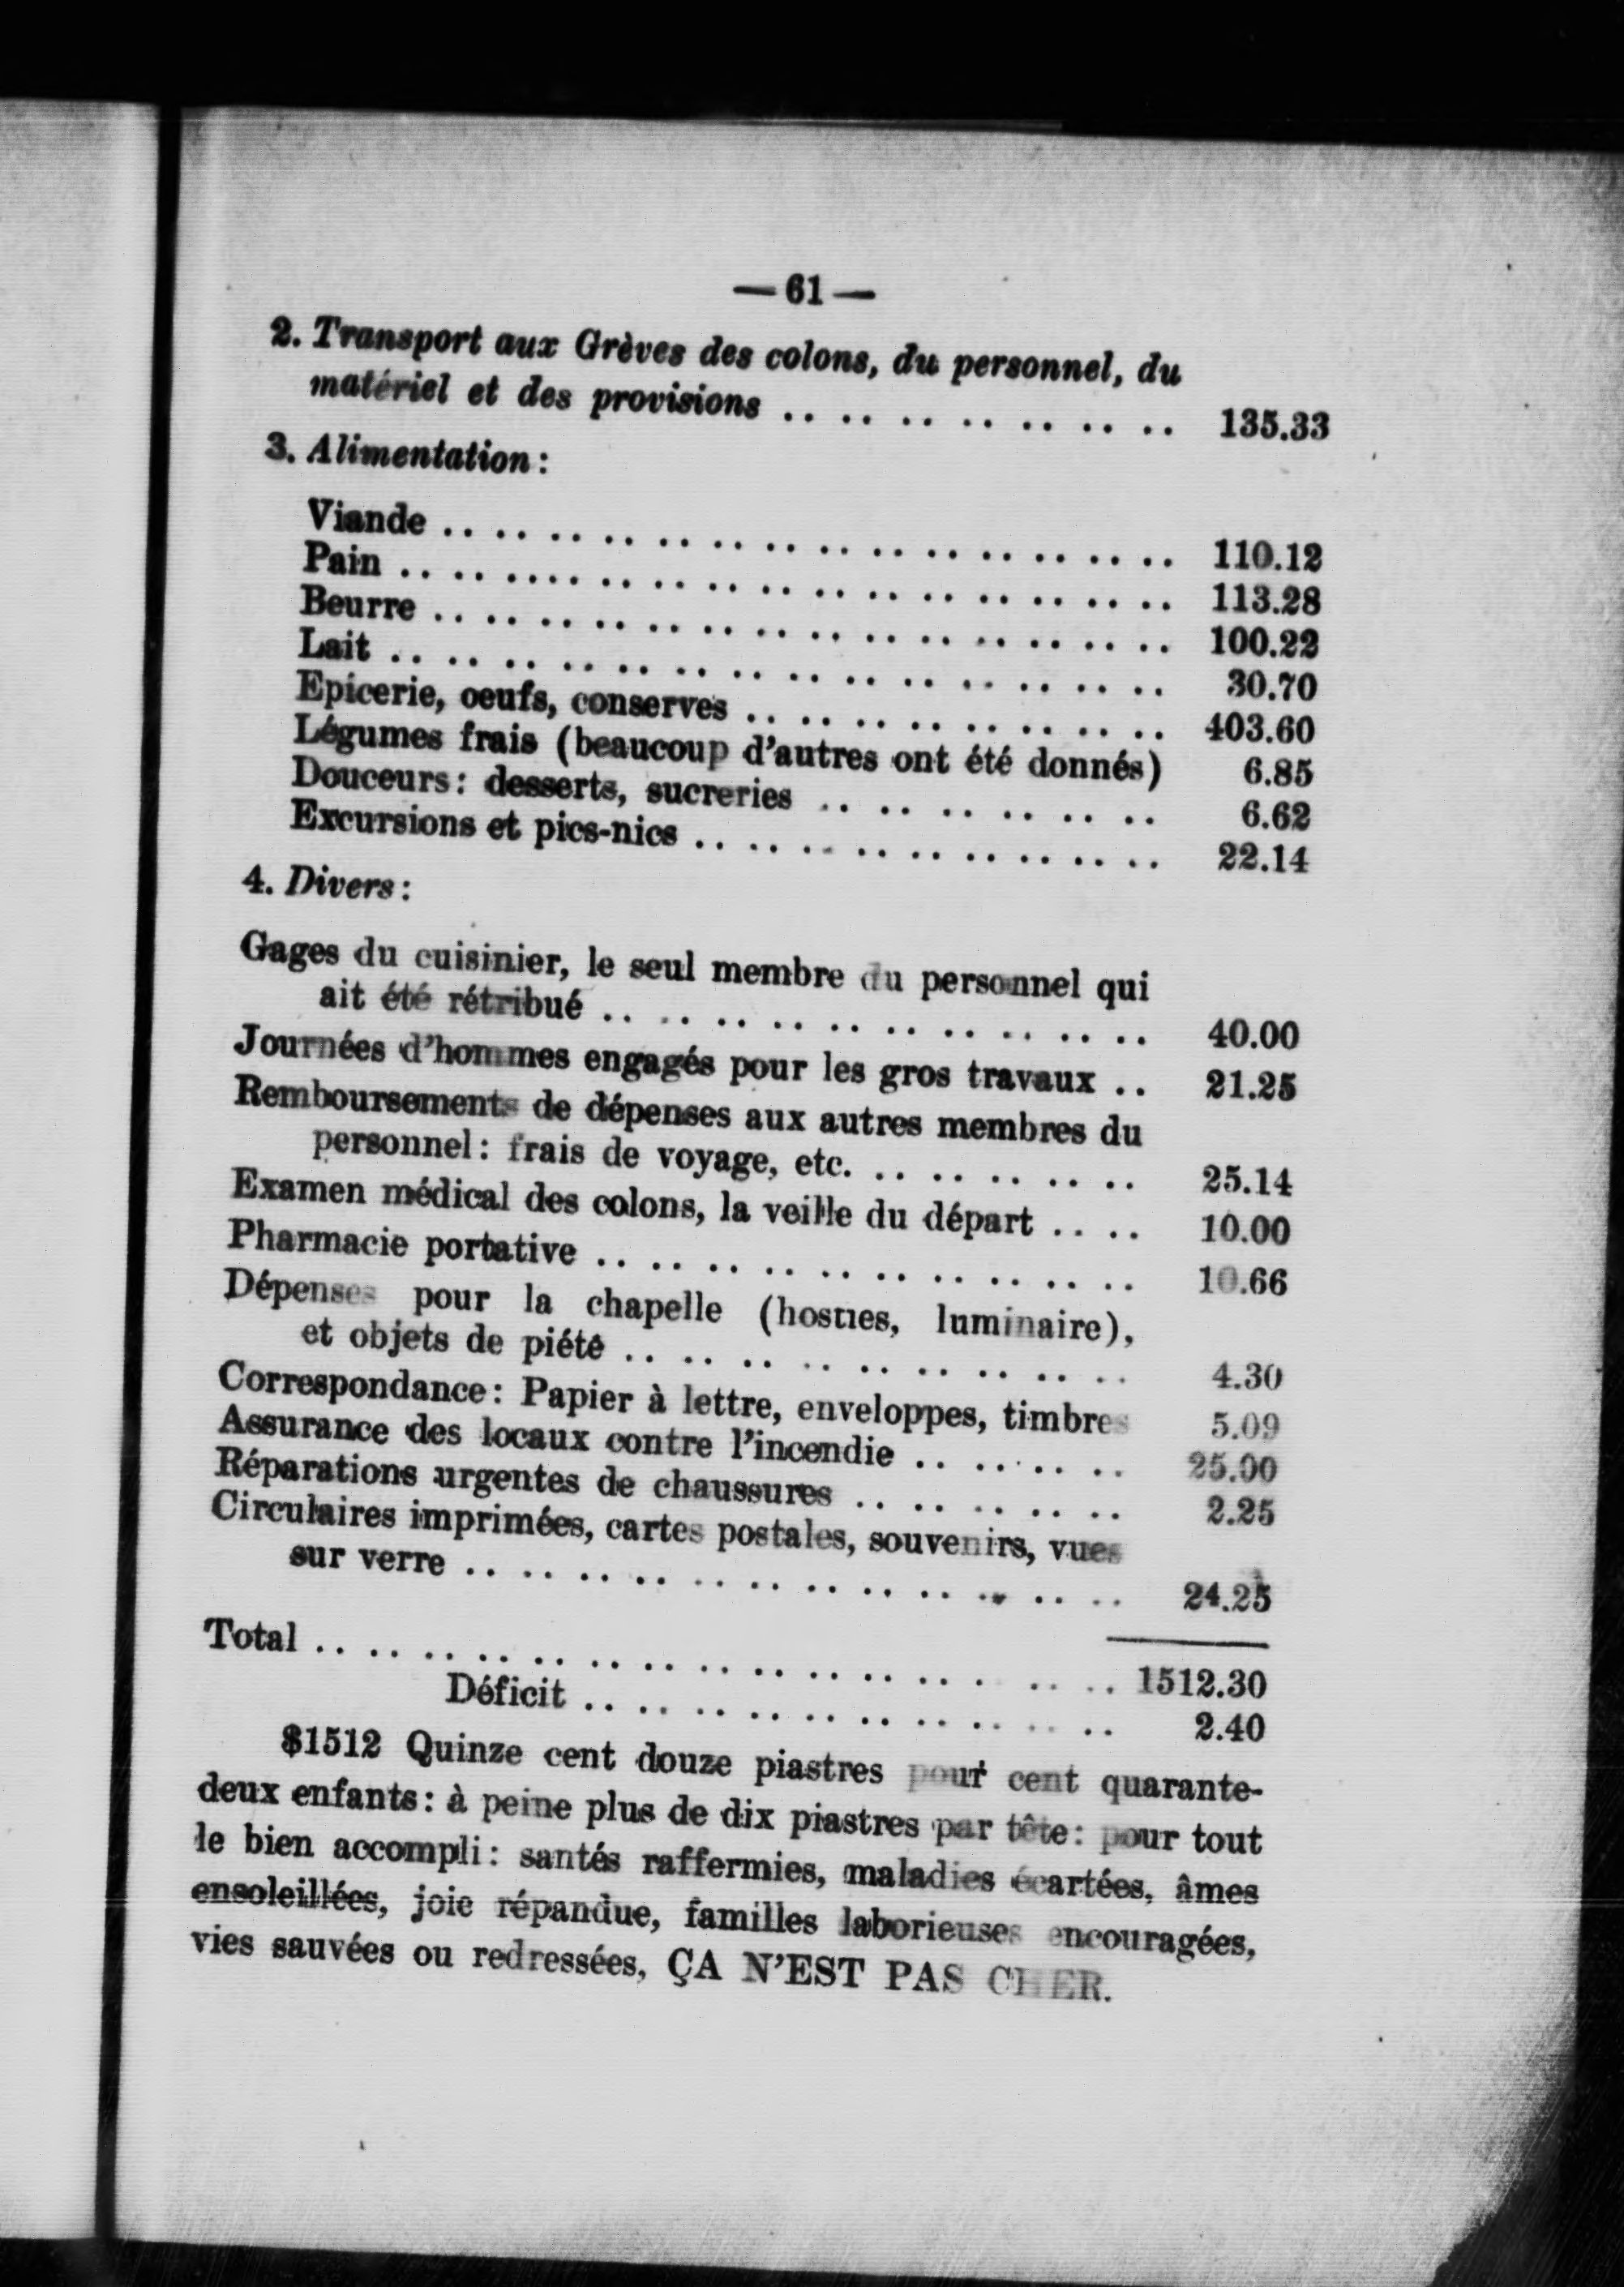 — 61 —
2. Transport aux Grèves des colons, du personnel, du
matériel et des provisions .. .. .. .. .. .. .. 135.33
3. Alimentation:
Viande .. .. .. .. .. .. .. .. .. .. .. .. .. .. 110.12
Pain .. .. .. .. .. .. .. .. .. .. .. .. .. .. .. 113.28
Beurre .. .. .. .. .. .. .. .. .. .. .. .. .. .. 100.22
Lait .. .. .. .. .. .. .. .. .. .. .. .. .. .. 30.70
Epicerie, oeufs, conserves .. .. .. .. .. .. .. .. 403.60
Légumes frais (beaucoup d'autres ont été donnés) 6.85
Douceurs: desserts, sucreries .. .. .. .. .. .. .. 6.62
Excursions et pics-nics .. .. .. .. .. .. .. .. .. 22.14
4. Divers:
Gages du cuisinier, le seul membre du personnel qui
ait été rétribué .. .. .. .. .. .. .. .. .. .. 40.00
Journées d'hommes engagés pour les gros travaux .. 21.25
Remboursements de dépenses aux autres membres du
personnel: frais de voyage, etc. .. .. .. .. .. 25.14
Examen médical des colons, la veille du départ .. .. 10.00
Pharmacie portative .. .. .. .. .. .. .. .. .. .. 10.66
Dépenses pour la chapelle (hosties, luminaire),
et objets de piété .. .. .. .. .. .. .. .. .. 4.30
Correspondance: Papier à lettre, enveloppes, timbres 5.09
Assurance des locaux contre l'incendie .. .. .. .. 25.00
Réparations urgentes de chaussures .. .. .. .. .. 2.25
Circulaires imprimées, cartes postales, souvenirs, vues
sur verre .. .. .. .. .. .. .. .. .. .. .. .. 24.25
Total .. .. .. .. .. .. .. .. .. .. .. .. .. .. .. 1512.30
Déficit .. .. .. .. .. .. .. .. .. .. 2.40
$1512 Quinze cent douze piastres pour cent quarante-
deux enfants: à peine plus de dix piastres par tête: pour tout
le bien accompli: santés raffermies, maladies écartées, âmes
ensoleillées, joie répandue, familles laborieuses encouragées,
vies sauvées ou redressées, ÇA N'EST PAS CHER.